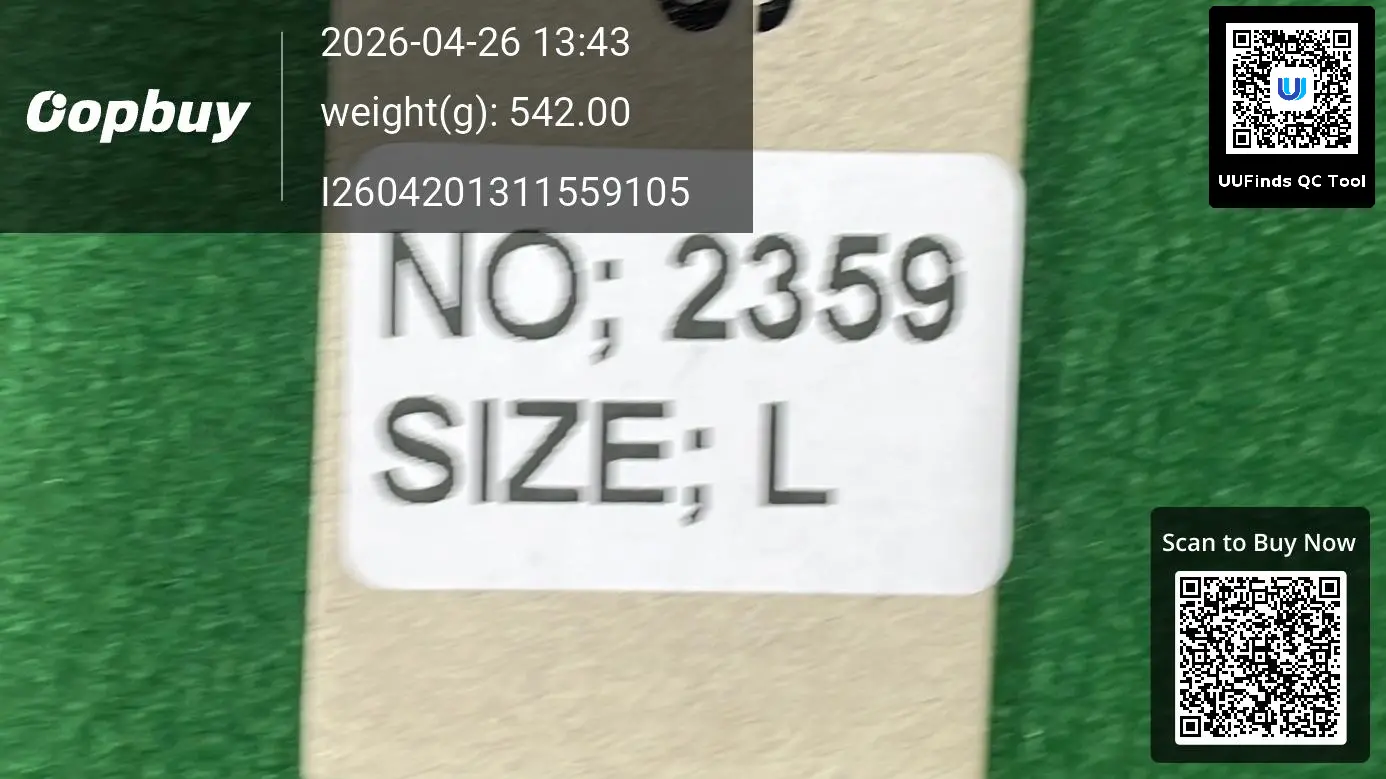 Oopbuy
2026-04-26 13:43
weight(g): 542.00
I2604201311559105
UUFinds QC Tool
NO; 2359
SIZE; L
Scan to Buy Now